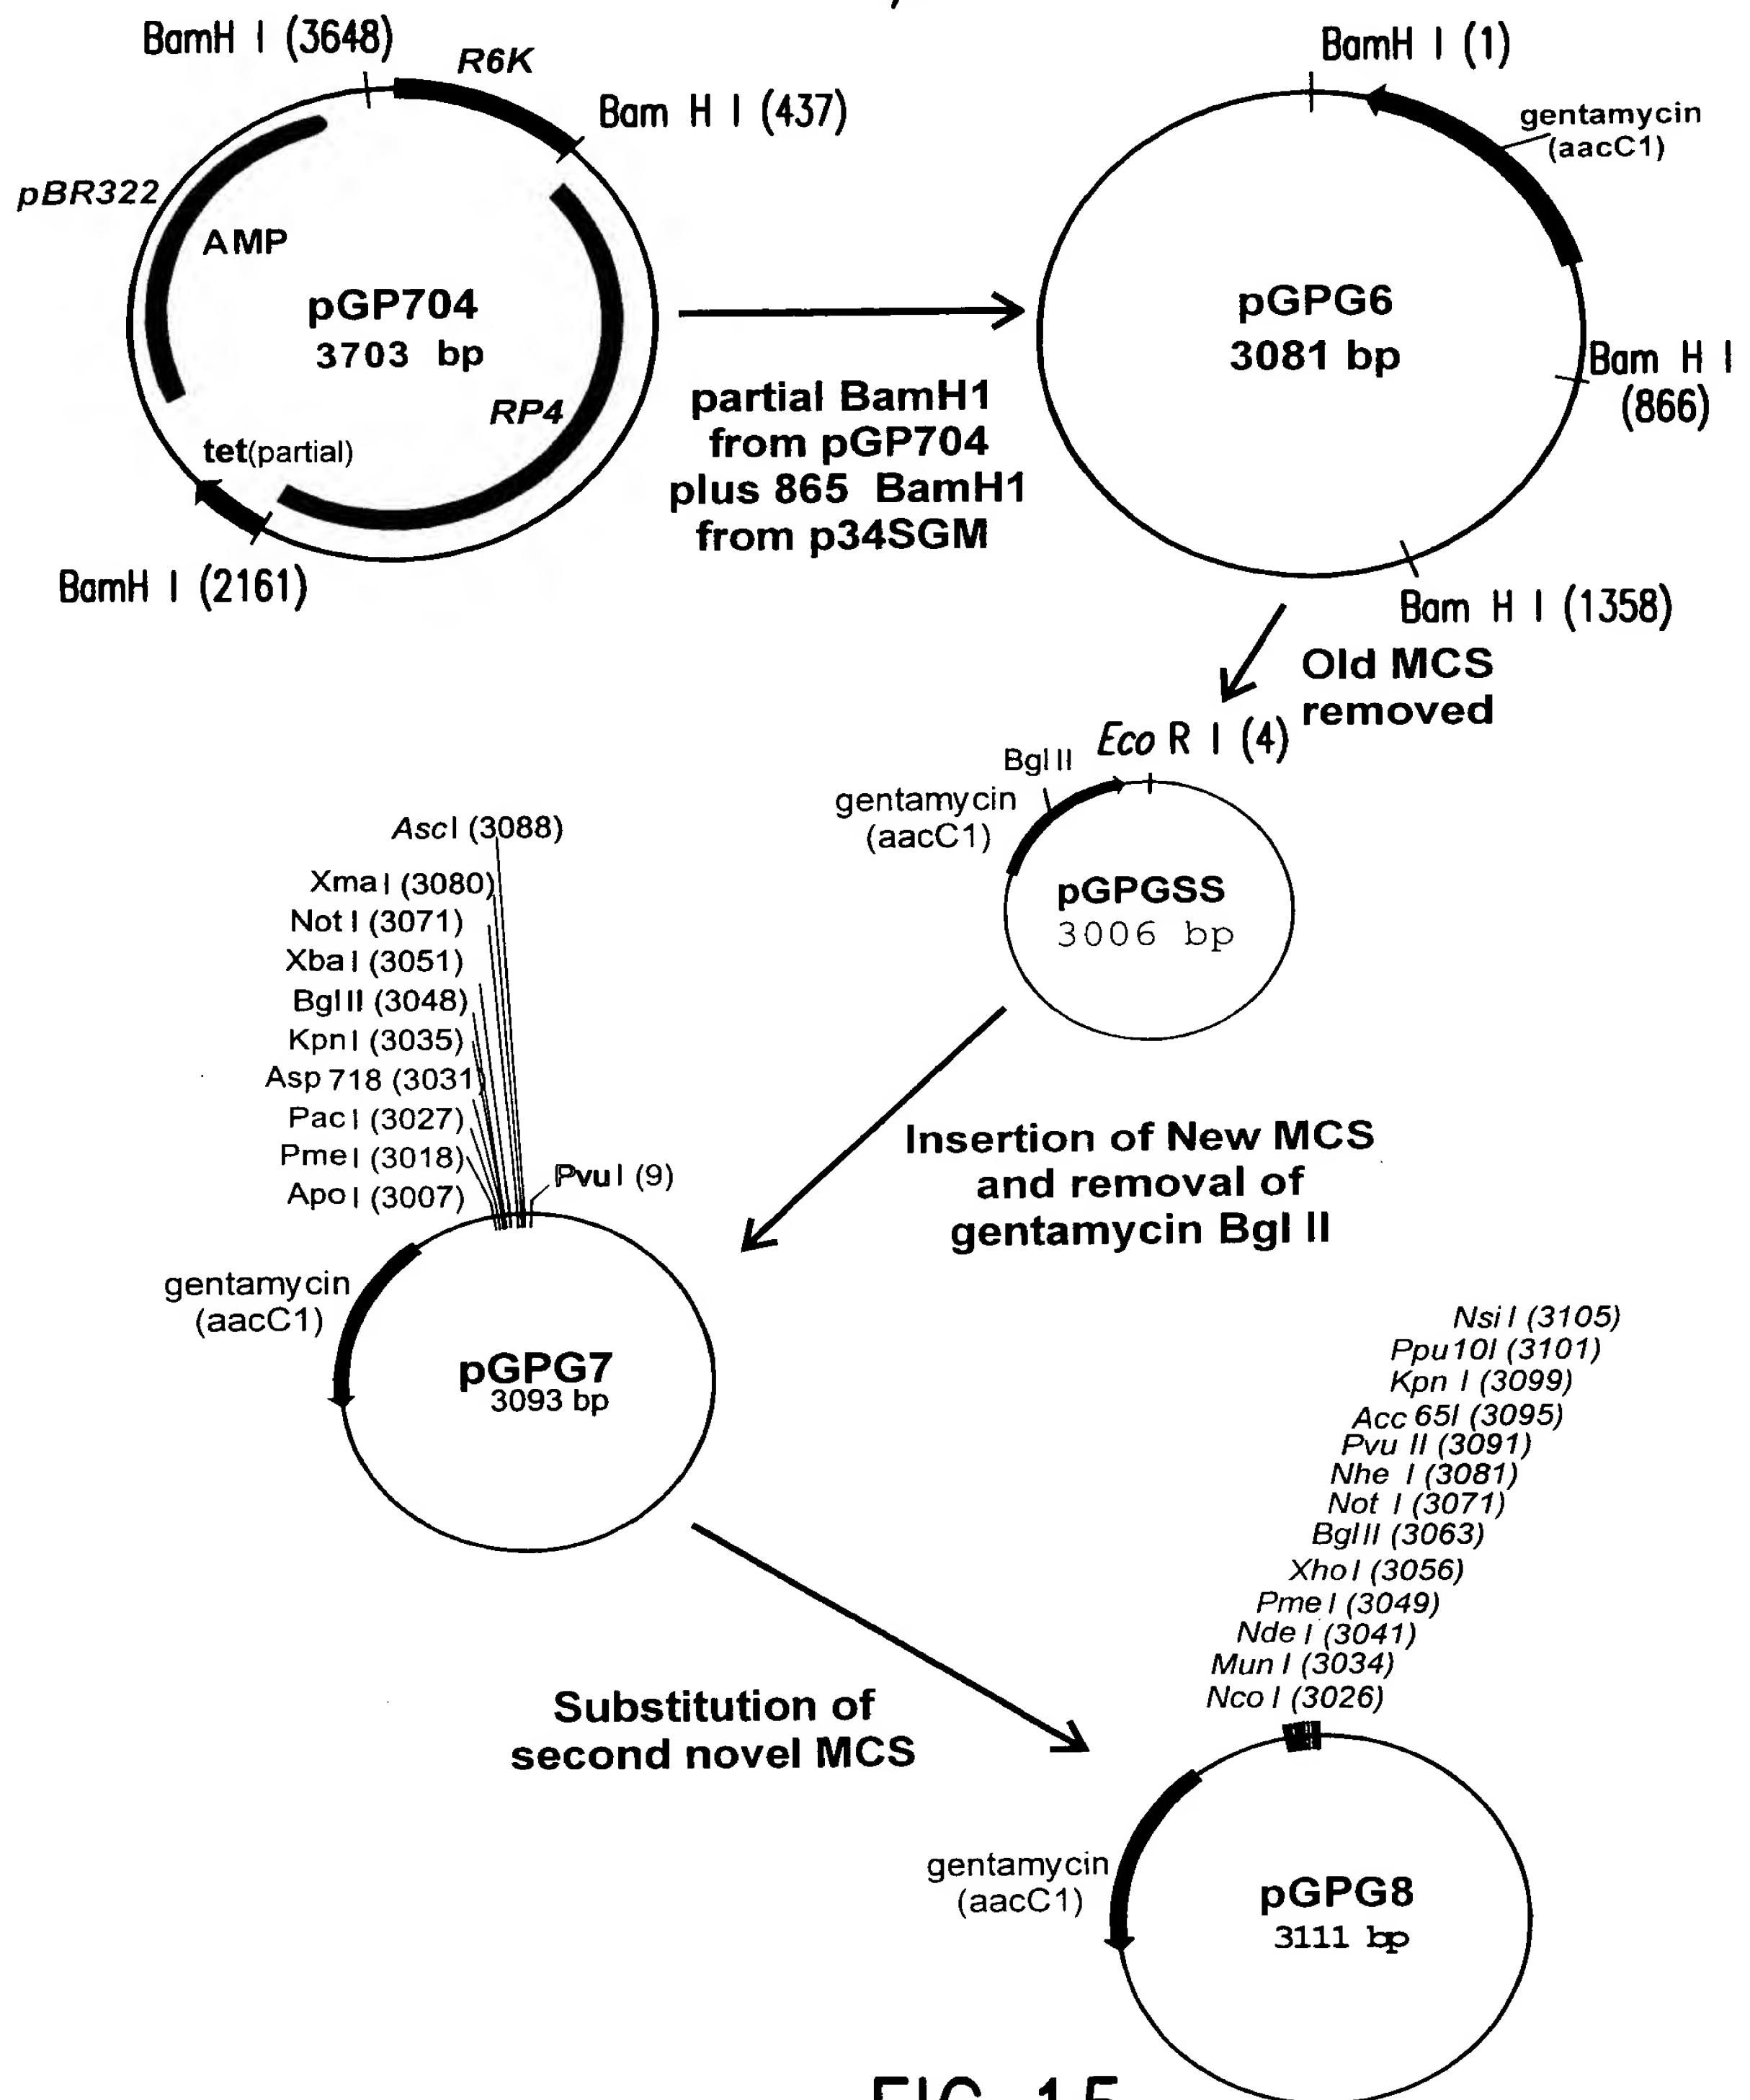 BamH I (3648)
R6K
Bam H I (437)
pBR322
AMP
pGP704
3703 bp
RP4
tet(partial)
BamH I (2161)
partial BamH1
from pGP704
plus 865 BamH1
from p34SGM
BamH I (1)
gentamycin
(aacC1)
pGPG6
3081 bp
Bam H I
(866)
Bam H I (1358)
Old MCS
removed
Eco R I (4)
Bgl II
gentamycin
(aacC1)
pGPGSS
3006 bp
AscI (3088)
Xma I (3080)
Not I (3071)
Xba I (3051)
Bgl II (3048)
Kpn I (3035)
Asp 718 (3031)
Pac I (3027)
Pme I (3018)
Apo I (3007)
Pvu I (9)
Insertion of New MCS
and removal of
gentamycin Bgl II
gentamycin
(aacC1)
pGPG7
3093 bp
Nsi I (3105)
Ppu10I (3101)
Kpn I (3099)
Acc 65I (3095)
Pvu II (3091)
Nhe I (3081)
Not I (3071)
Bgl II (3063)
Xho I (3056)
Pme I (3049)
Nde I (3041)
Mun I (3034)
Nco I (3026)
Substitution of
second novel MCS
gentamycin
(aacC1)
pGPG8
3111 bp